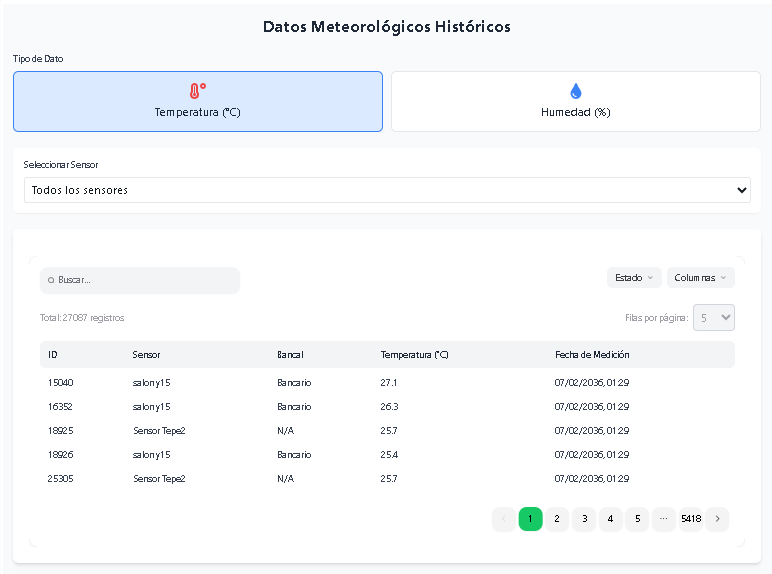 Datos Meteorológicos Históricos
Tipo de Dato
Temperatura (°C)
Humedad (%)
Seleccionar Sensor
Todos los sensores
Buscar...
Estado
Columnas
Total: 27087 registros
Filas por página: 5
ID Sensor Bancal Temperatura (°C) Fecha de Medición
15040 salony15 Bancario 27.1 07/02/2036, 01:29
16352 salony15 Bancario 26.3 07/02/2036, 01:29
18925 Sensor Tepe2 N/A 25.7 07/02/2036, 01:29
18926 salony15 Bancario 25.4 07/02/2036, 01:29
25305 Sensor Tepe2 N/A 25.7 07/02/2036, 01:29
1 2 3 4 5 ... 5418